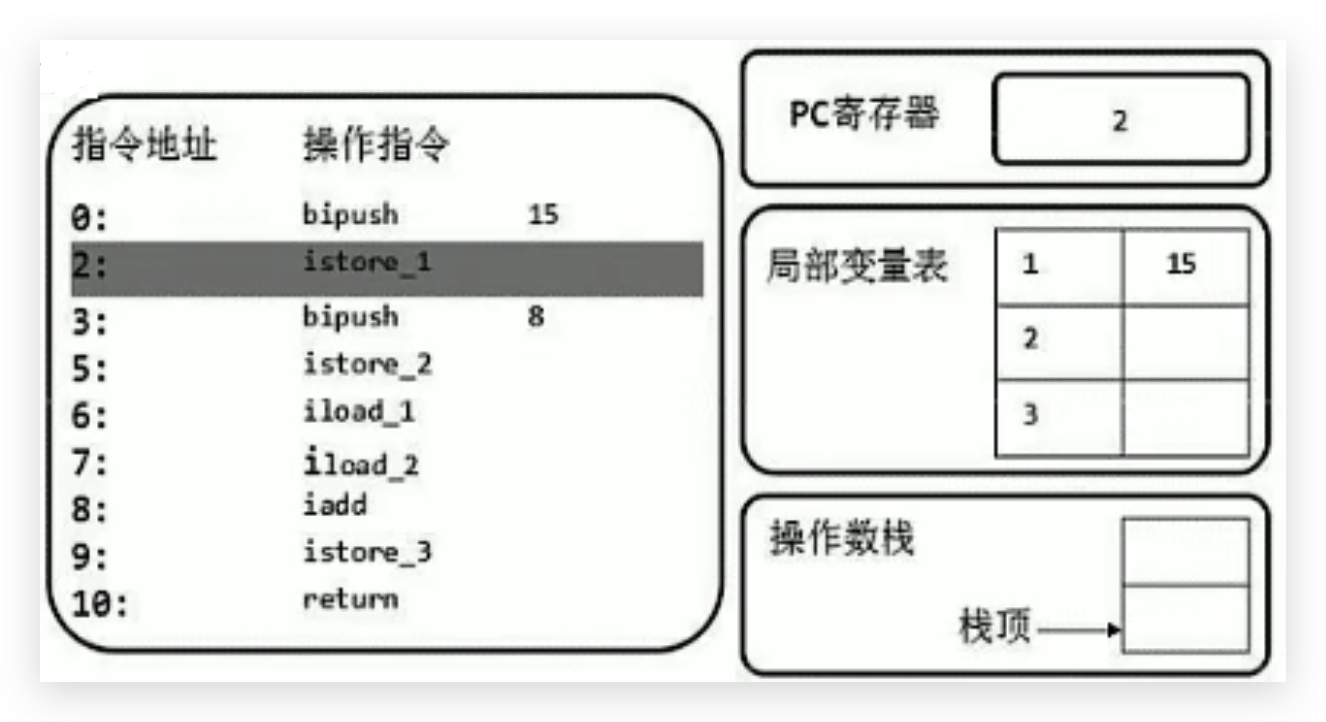 指令地址 操作指令
0: bipush 15
2: istore_1
3: bipush 8
5: istore_2
6: iload_1
7: iload_2
8: iadd
9: istore_3
10: return
PC寄存器 2
局部变量表 1 15
2
3
操作数栈
栈顶